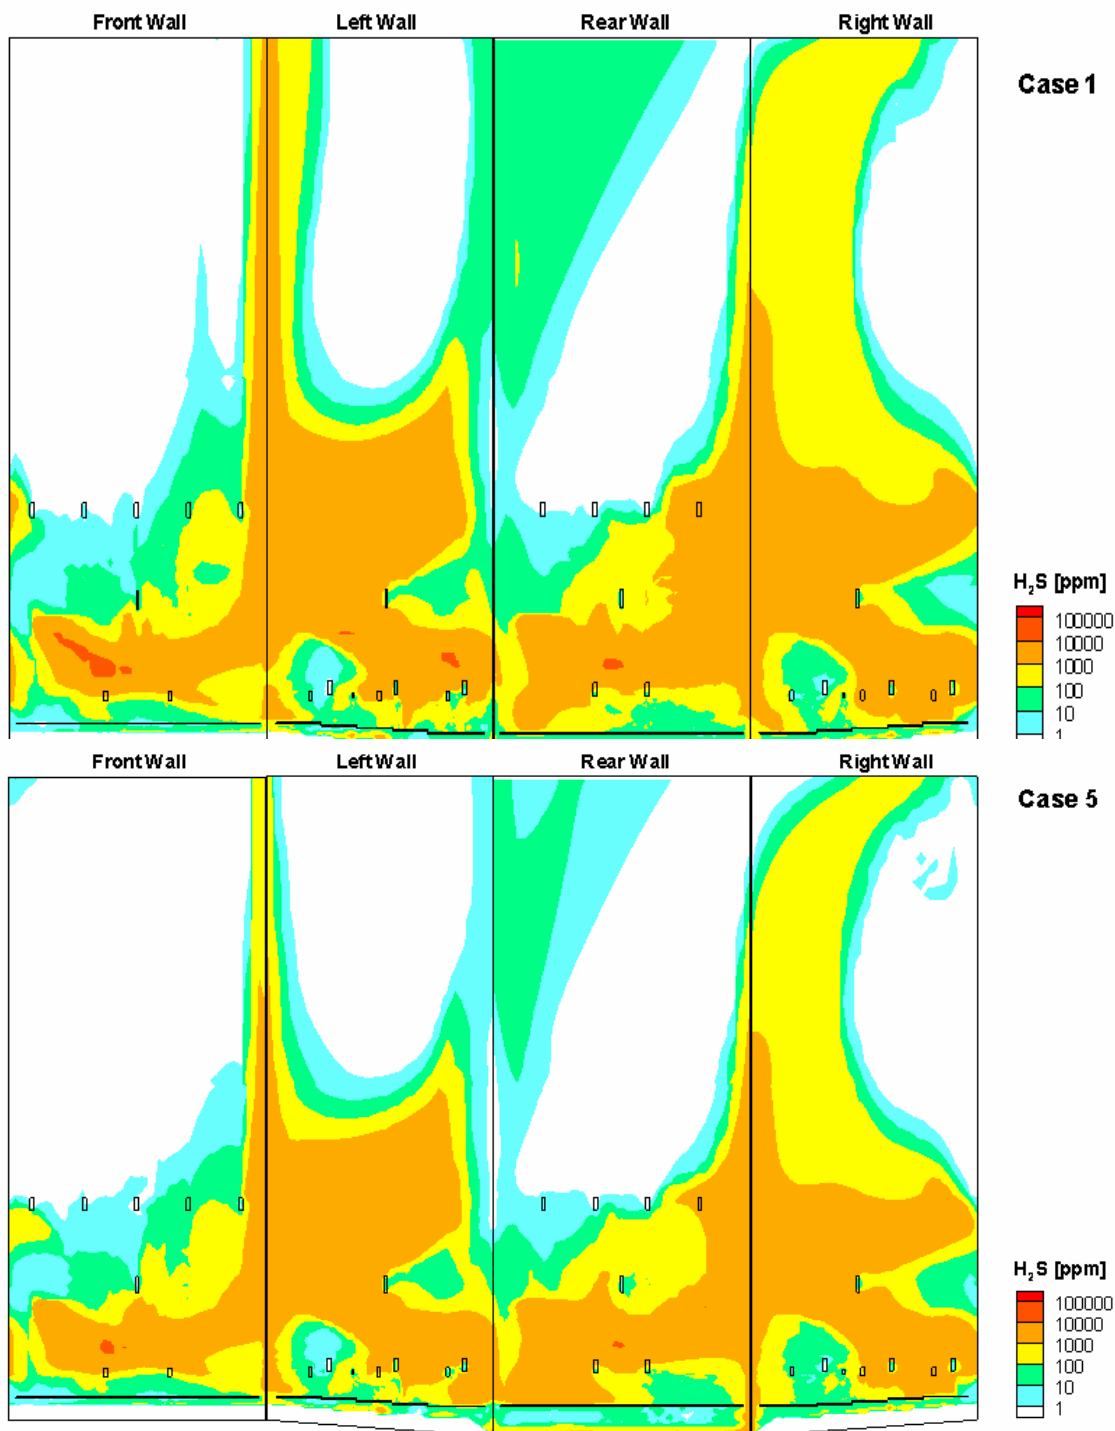 Front Wall Left Wall Rear Wall Right Wall
Case 1
H₂S [ppm]
100000
10000
1000
100
10
1
Front Wall Left Wall Rear Wall Right Wall
Case 5
H₂S [ppm]
100000
10000
1000
100
10
1